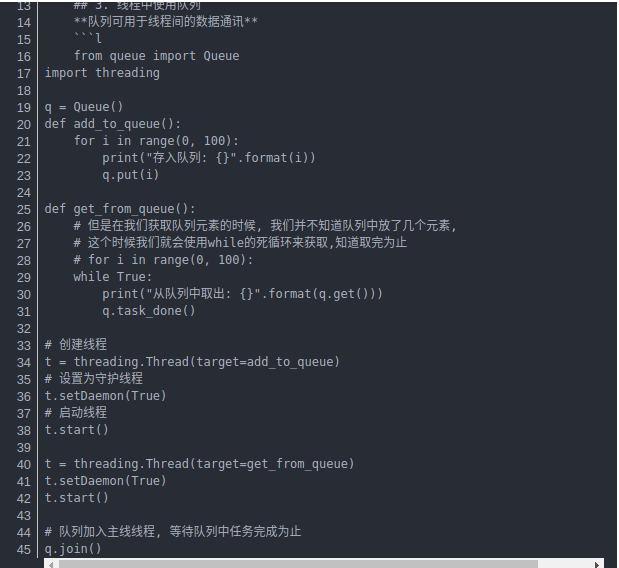 13     ## 3. 线程中使用队列
14     **队列可用于线程间的数据通讯**
15     ```l
16     from queue import Queue
17 import threading
18
19 q = Queue()
20 def add_to_queue():
21     for i in range(0, 100):
22         print("存入队列: {}".format(i))
23         q.put(i)
24
25 def get_from_queue():
26     # 但是在我们获取队列元素的时候, 我们并不知道队列中放了几个元素,
27     # 这个时候我们就会使用while的死循环来获取,知道取完为止
28     # for i in range(0, 100):
29     while True:
30         print("从队列中取出: {}".format(q.get()))
31         q.task_done()
32
33 # 创建线程
34 t = threading.Thread(target=add_to_queue)
35 # 设置为守护线程
36 t.setDaemon(True)
37 # 启动线程
38 t.start()
39
40 t = threading.Thread(target=get_from_queue)
41 t.setDaemon(True)
42 t.start()
43
44 # 队列加入主线线程, 等待队列中任务完成为止
45 q.join()